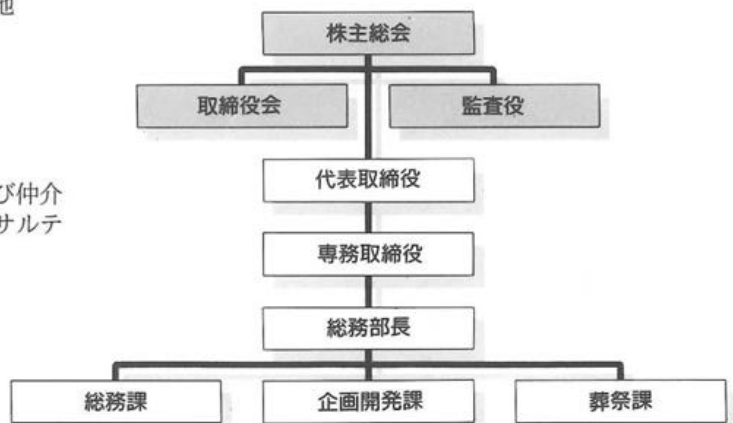 地
株主総会
取締役会
監査役
代表取締役
び仲介
サルテ
専務取締役
総務部長
総務課
企画開発課
葬祭課